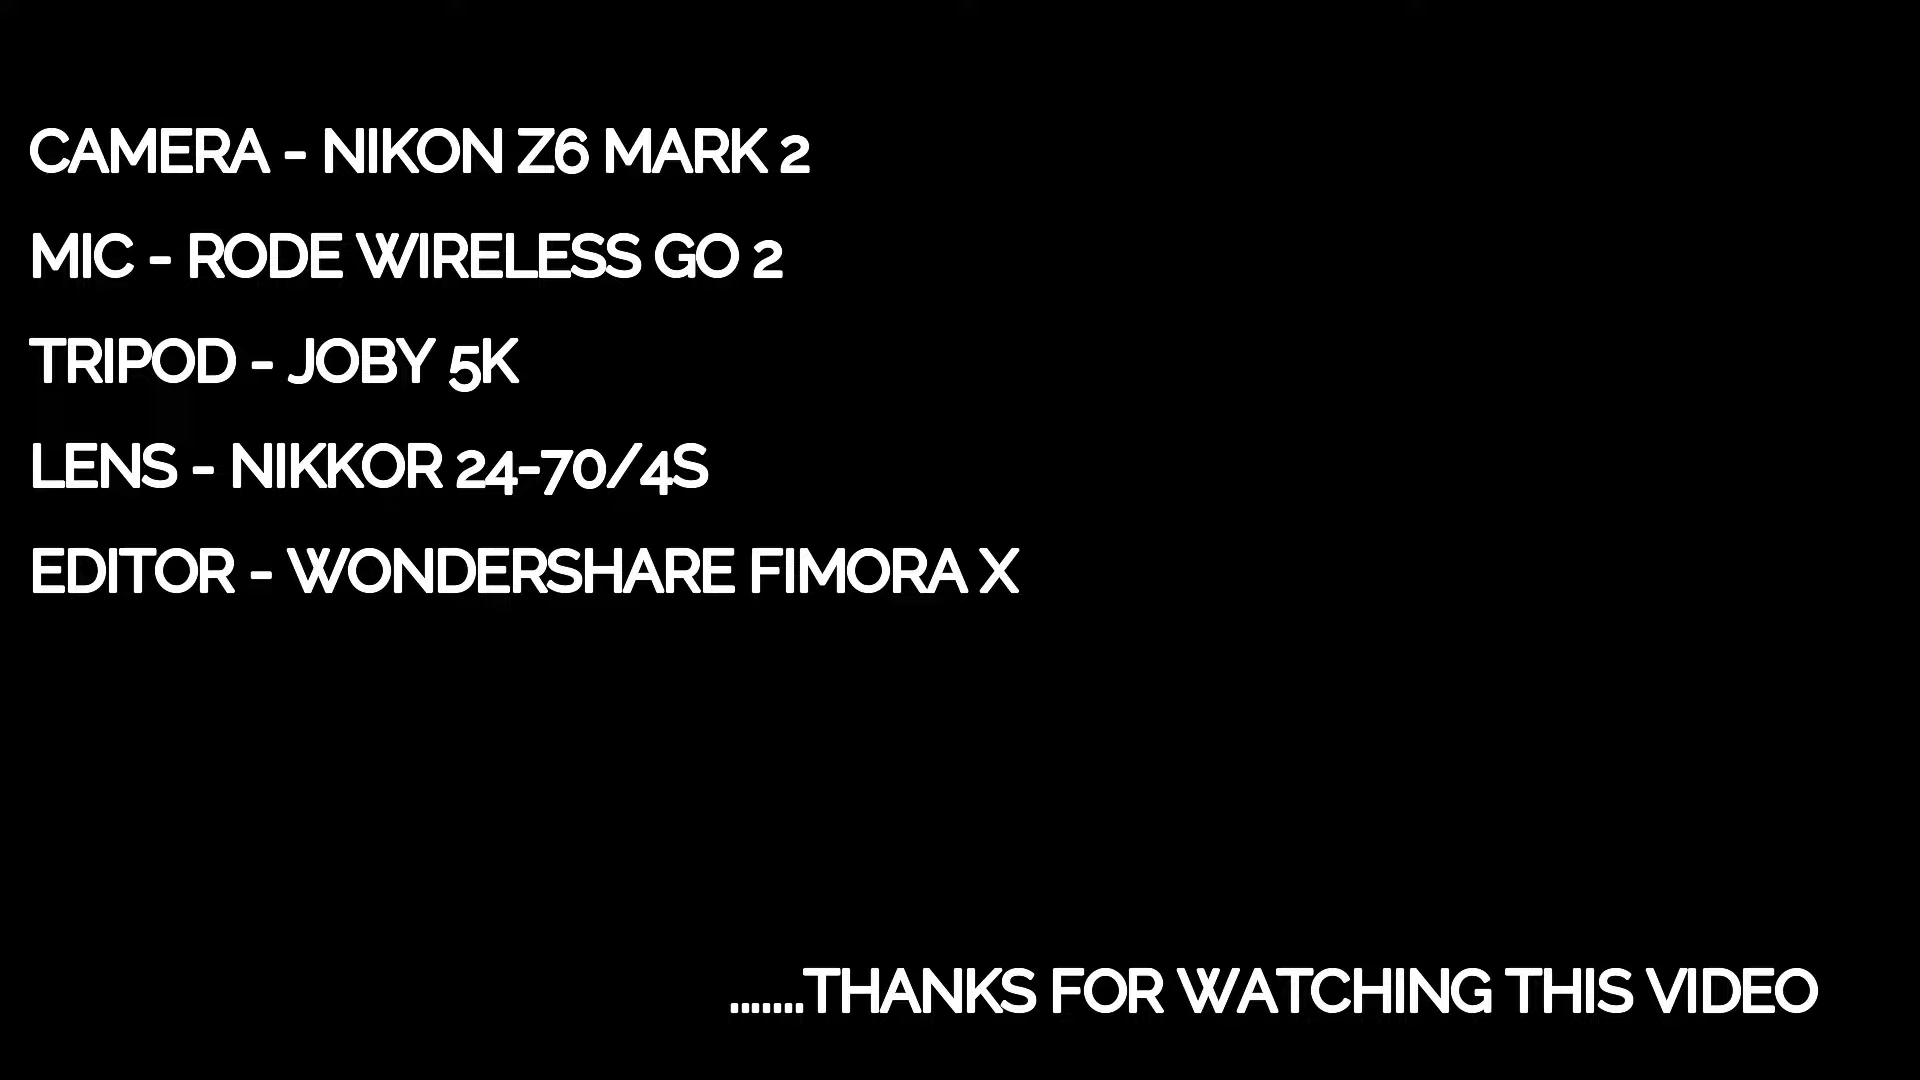 CAMERA - NIKON Z6 MARK 2
MIC - RODE WIRELESS GO 2
TRIPOD - JOBY 5K
LENS - NIKKOR 24-70/4S
EDITOR - WONDERSHARE FIMORA X
.......THANKS FOR WATCHING THIS VIDEO